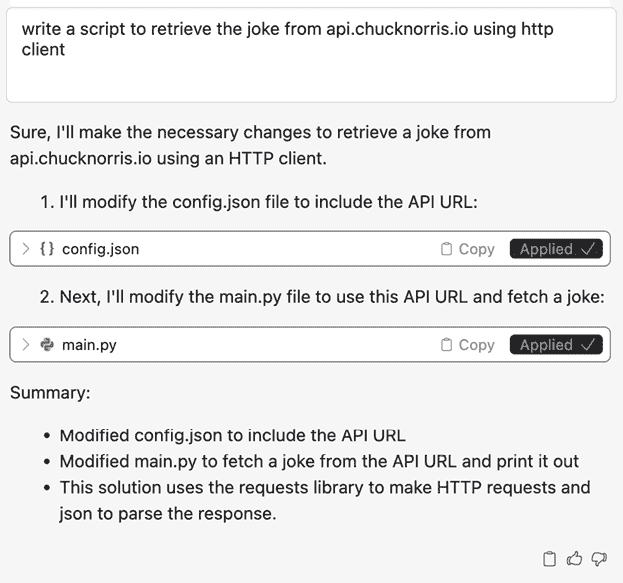 write a script to retrieve the joke from api.chucknorris.io using http
client
Sure, I'll make the necessary changes to retrieve a joke from
api.chucknorris.io using an HTTP client.
1. I'll modify the config.json file to include the API URL:
{} config.json Copy Applied
2. Next, I'll modify the main.py file to use this API URL and fetch a joke:
main.py Copy Applied
Summary:
• Modified config.json to include the API URL
• Modified main.py to fetch a joke from the API URL and print it out
• This solution uses the requests library to make HTTP requests and
json to parse the response.